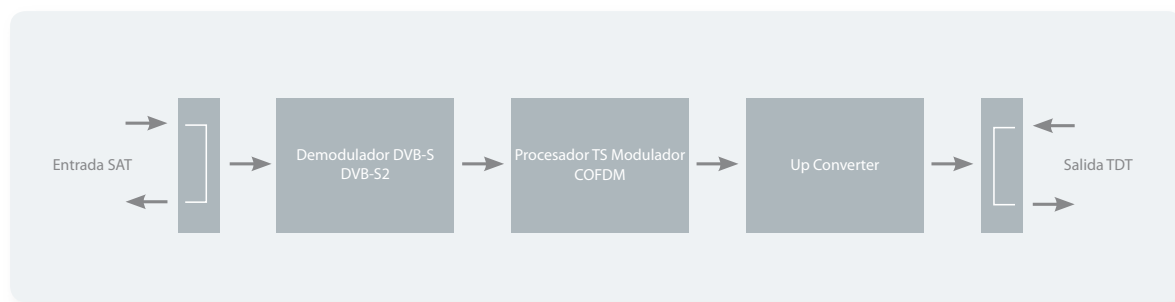 Entrada SAT
Demodulador DVB-S
DVB-S2
Procesador TS Modulador
COFDM
Up Converter
Salida TDT